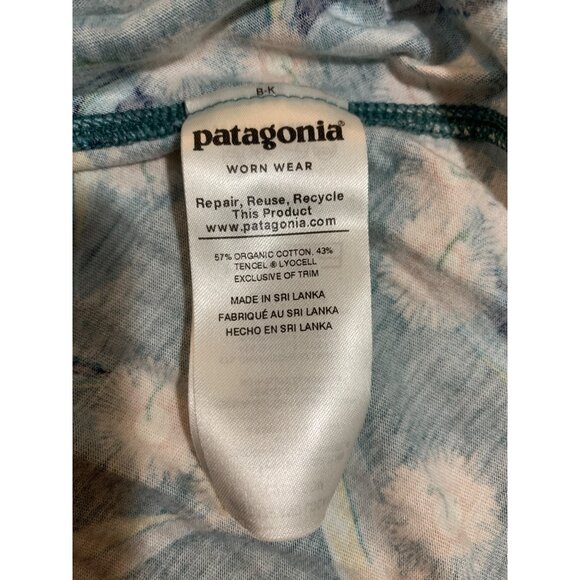 B-K
patagonia®
WORN WEAR
Repair, Reuse, Recycle
This Product
www.patagonia.com
57% ORGANIC COTTON, 43%
TENCEL ® LYOCELL
EXCLUSIVE OF TRIM
MADE IN SRI LANKA
FABRIQUÉ AU SRI LANKA
HECHO EN SRI LANKA